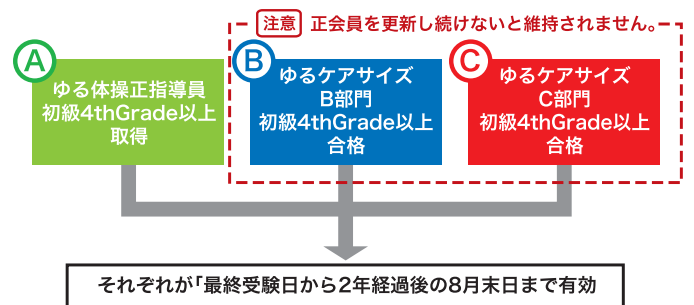 注意 正会員を更新し続けないと維持されません。
A
ゆる体操正指導員
初級4thGrade以上
取得
B
ゆるケアサイズ
B部門
初級4thGrade以上
合格
C
ゆるケアサイズ
C部門
初級4thGrade以上
合格
それぞれが「最終受験日から2年経過後の8月末日まで有効